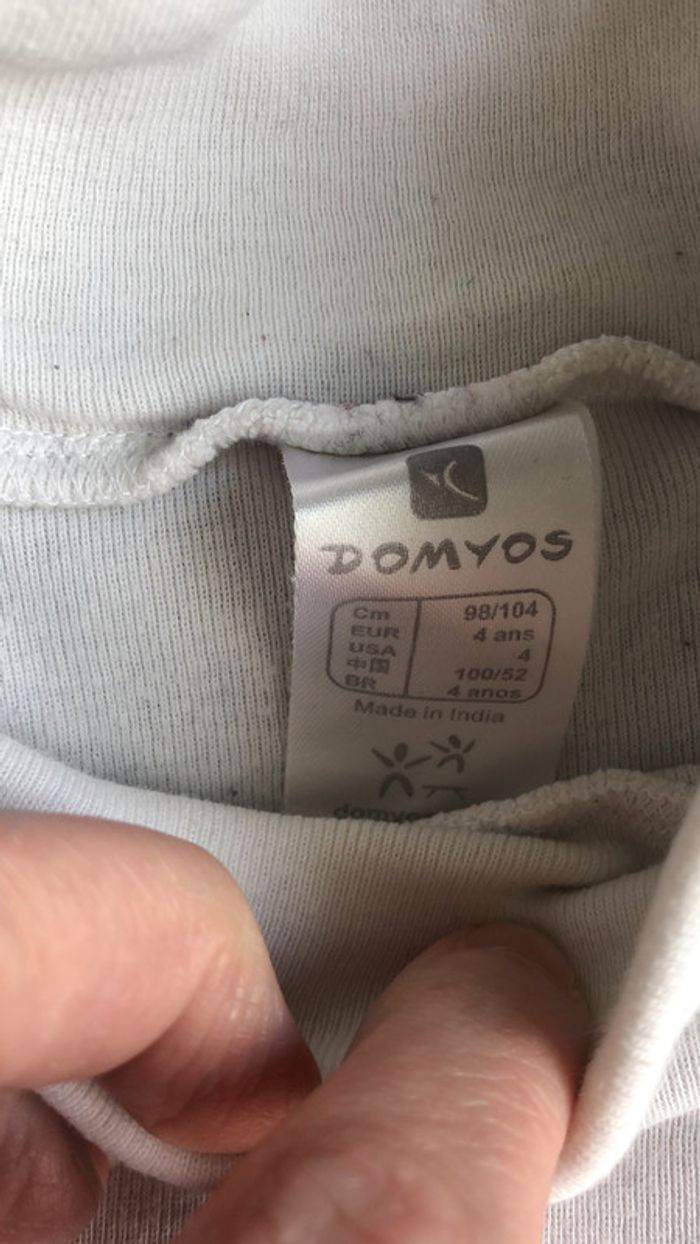 DOMYOS
Cm 98/104
EUR 4 ans
USA 4
中国 100/52
BR 4 anos
Made in India